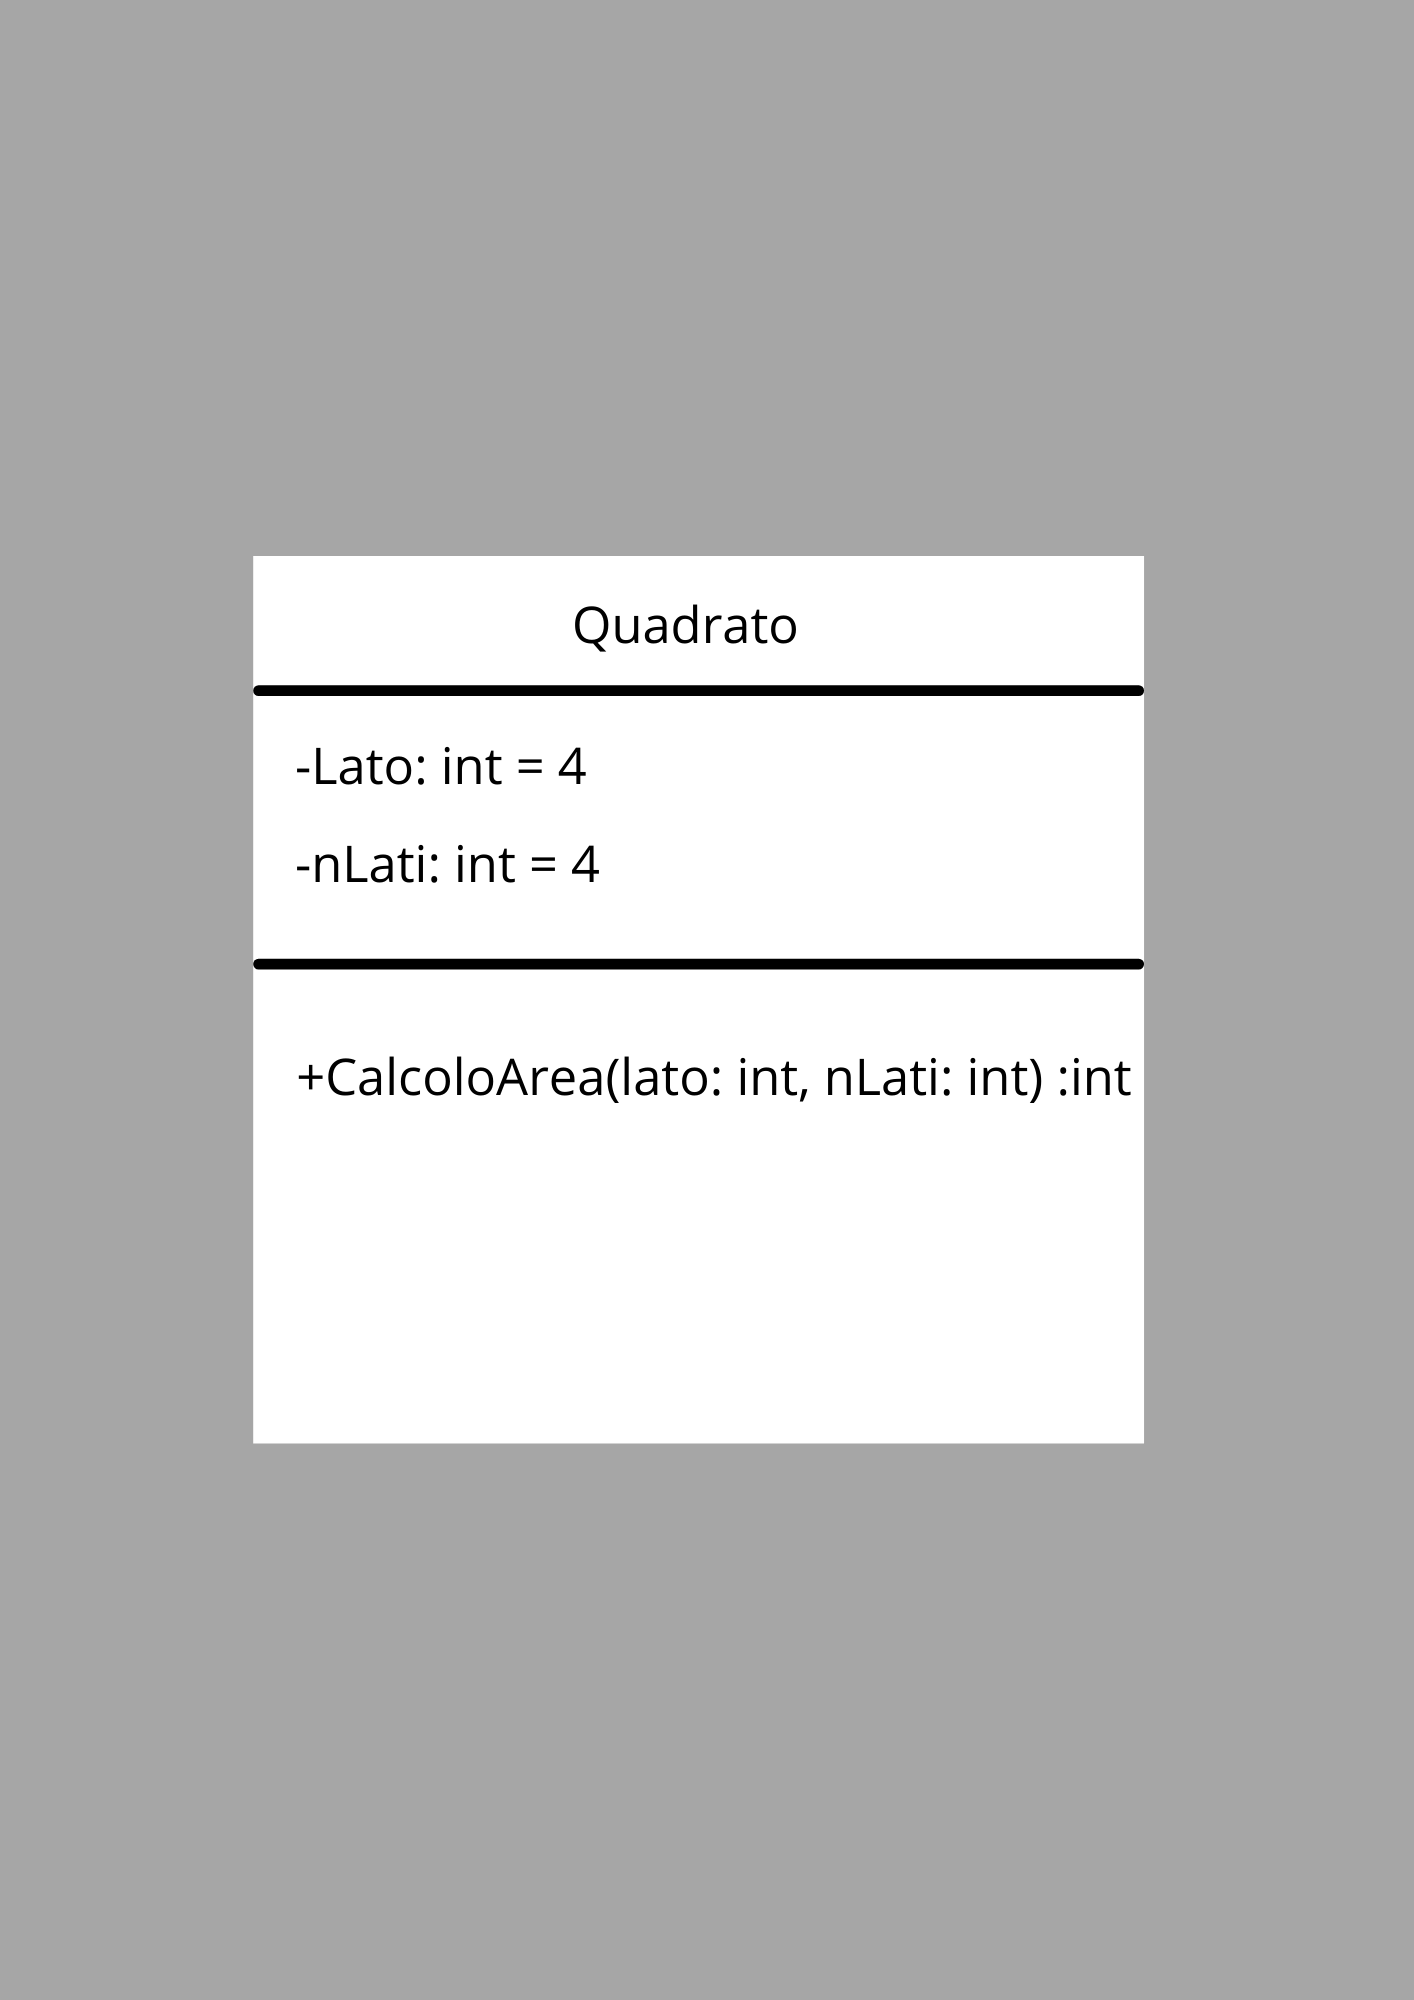 Quadrato
-Lato: int = 4
-nLati: int = 4
+CalcoloArea(lato: int, nLati: int) :int